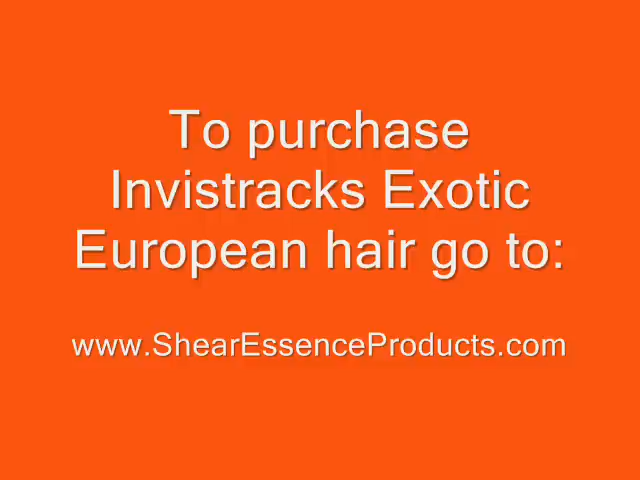 To purchase
Invistracks Exotic
European hair go to:
www.ShearEssenceProducts.com